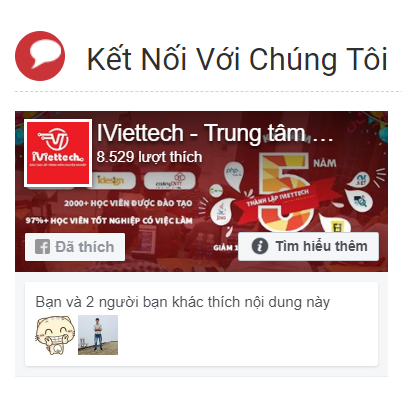 Kết Nối Với Chúng Tôi
IViettech - Trung tâm ...
8.529 lượt thích
iViettech
NĂM
5
THÀNH LẬP IVIETTECH
php
2000+ HỌC VIÊN ĐƯỢC ĐÀO TẠO
97%+ HỌC VIÊN TỐT NGHIỆP CÓ VIỆC LÀM
GIẢM
Đã thích
Tìm hiểu thêm
Bạn và 2 người bạn khác thích nội dung này